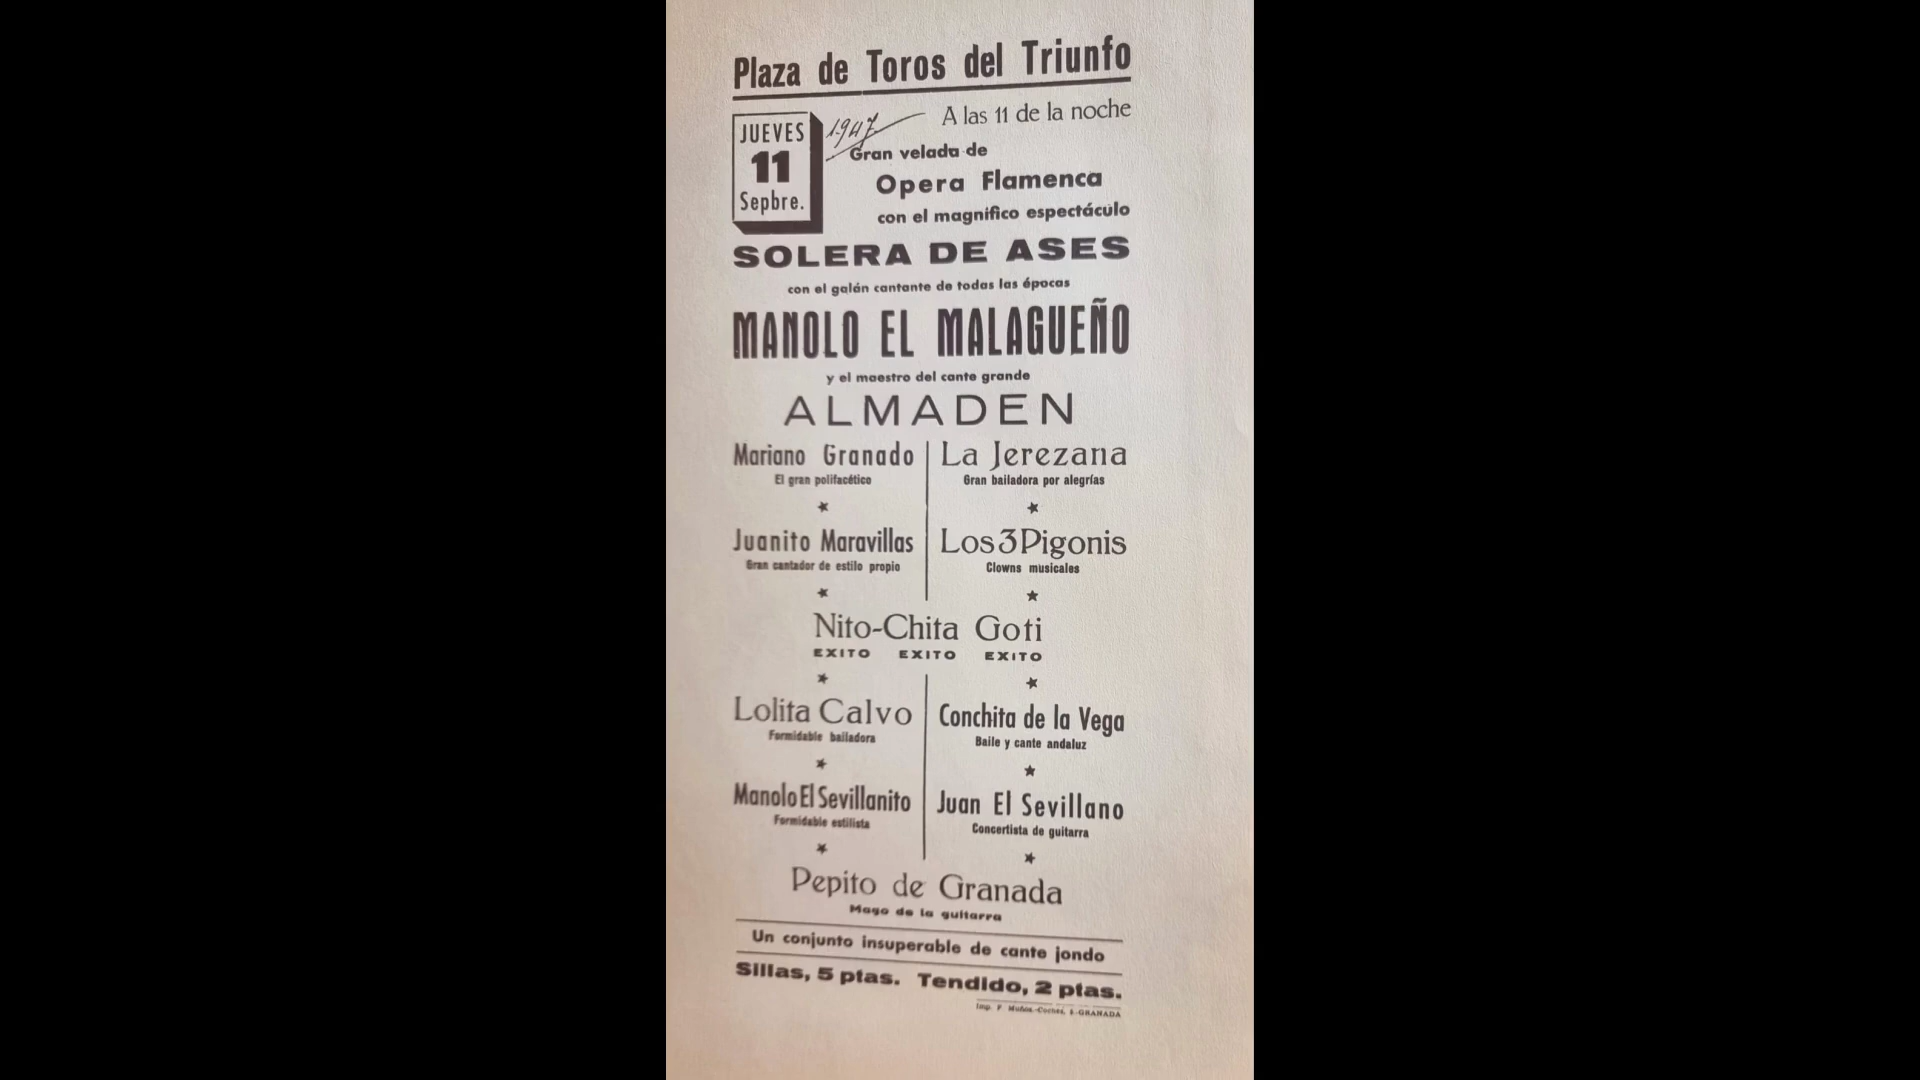 Plaza de Toros del Triunfo
JUEVES
11
Sepbre.
1947
A las 11 de la noche
Gran velada de
Opera Flamenca
con el magnifico espectáculo
SOLERA DE ASES
con el galán cantante de todas las épocas
MANOLO EL MALAGUEÑO
y el maestro del cante grande
ALMADEN
Mariano Granado
El gran polifacético
La Jerezana
Gran bailadora por alegrías
Juanito Maravillas
Gran cantador de estilo propio
Los 3 Pigonis
Clowns musicales
Nito-Chita Goti
EXITO EXITO EXITO
Lolita Calvo
Formidable bailadora
Conchita de la Vega
Baile y cante andaluz
Manolo El Sevillanito
Formidable estilista
Juan El Sevillano
Concertista de guitarra
Pepito de Granada
Mago de la guitarra
Un conjunto insuperable de cante jondo
Sillas, 5 ptas. Tendido, 2 ptas.
Imp. F. Muñoz.-Coches, 5-GRANADA